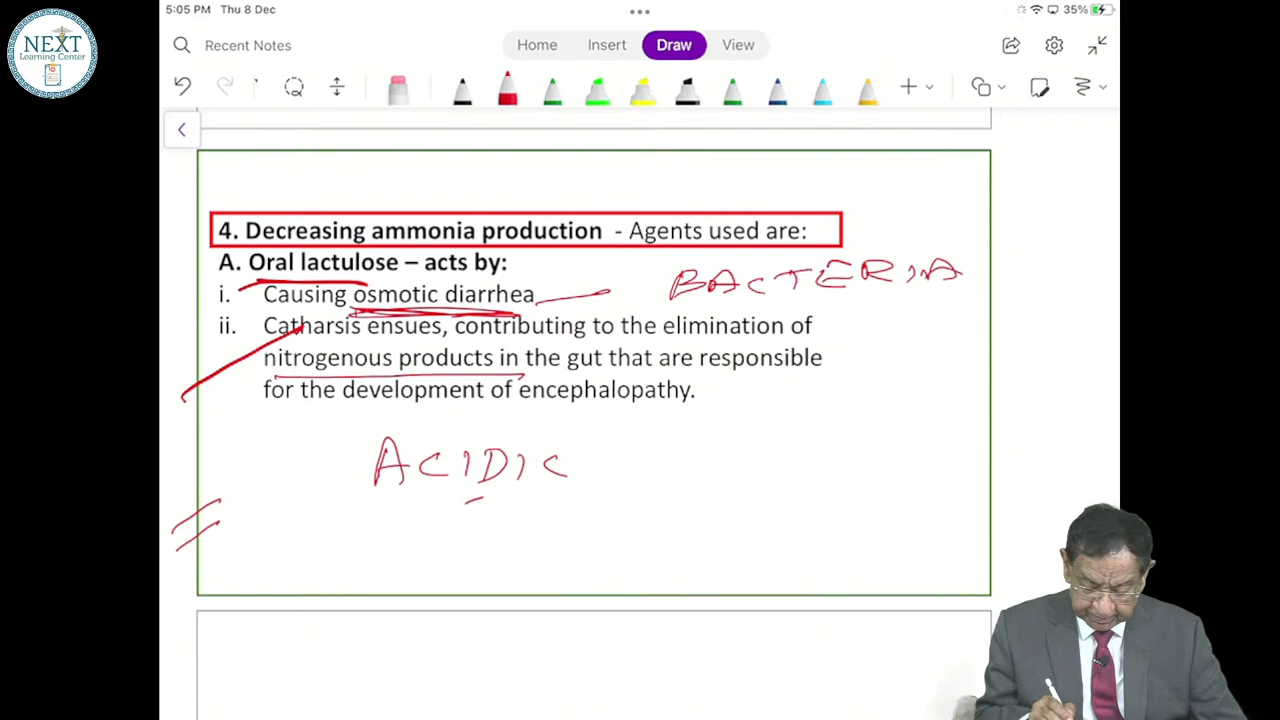 5:05 PM Thu 8 Dec
35%
NEXT
Learning Center
Recent Notes
Home Insert Draw View
4. Decreasing ammonia production - Agents used are:
A. Oral lactulose – acts by:
BACTERIA
i. Causing osmotic diarrhea
ii. Catharsis ensues, contributing to the elimination of
nitrogenous products in the gut that are responsible
for the development of encephalopathy.
ACIDIC